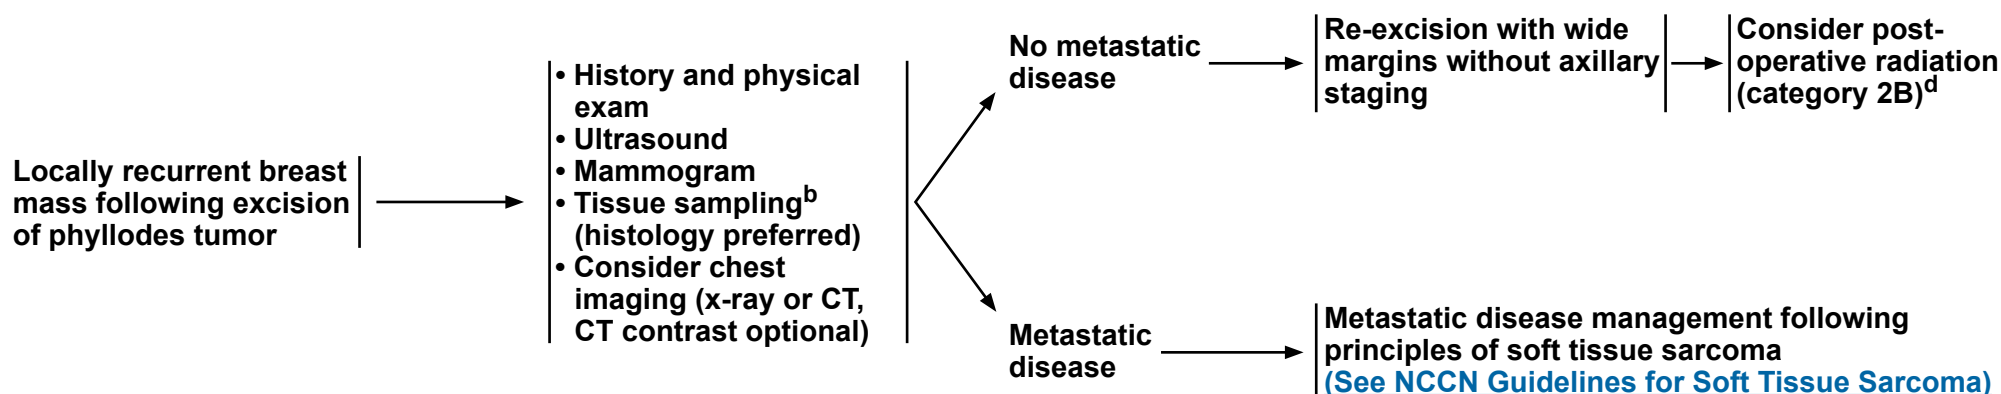 Locally recurrent breast
mass following excision
of phyllodes tumor
• History and physical
exam
• Ultrasound
• Mammogram
• Tissue samplingb
(histology preferred)
• Consider chest
imaging (x-ray or CT,
CT contrast optional)
No metastatic
disease
Re-excision with wide
margins without axillary
staging
Consider post-
operative radiation
(category 2B)d
Metastatic
disease
Metastatic disease management following
principles of soft tissue sarcoma
(See NCCN Guidelines for Soft Tissue Sarcoma)